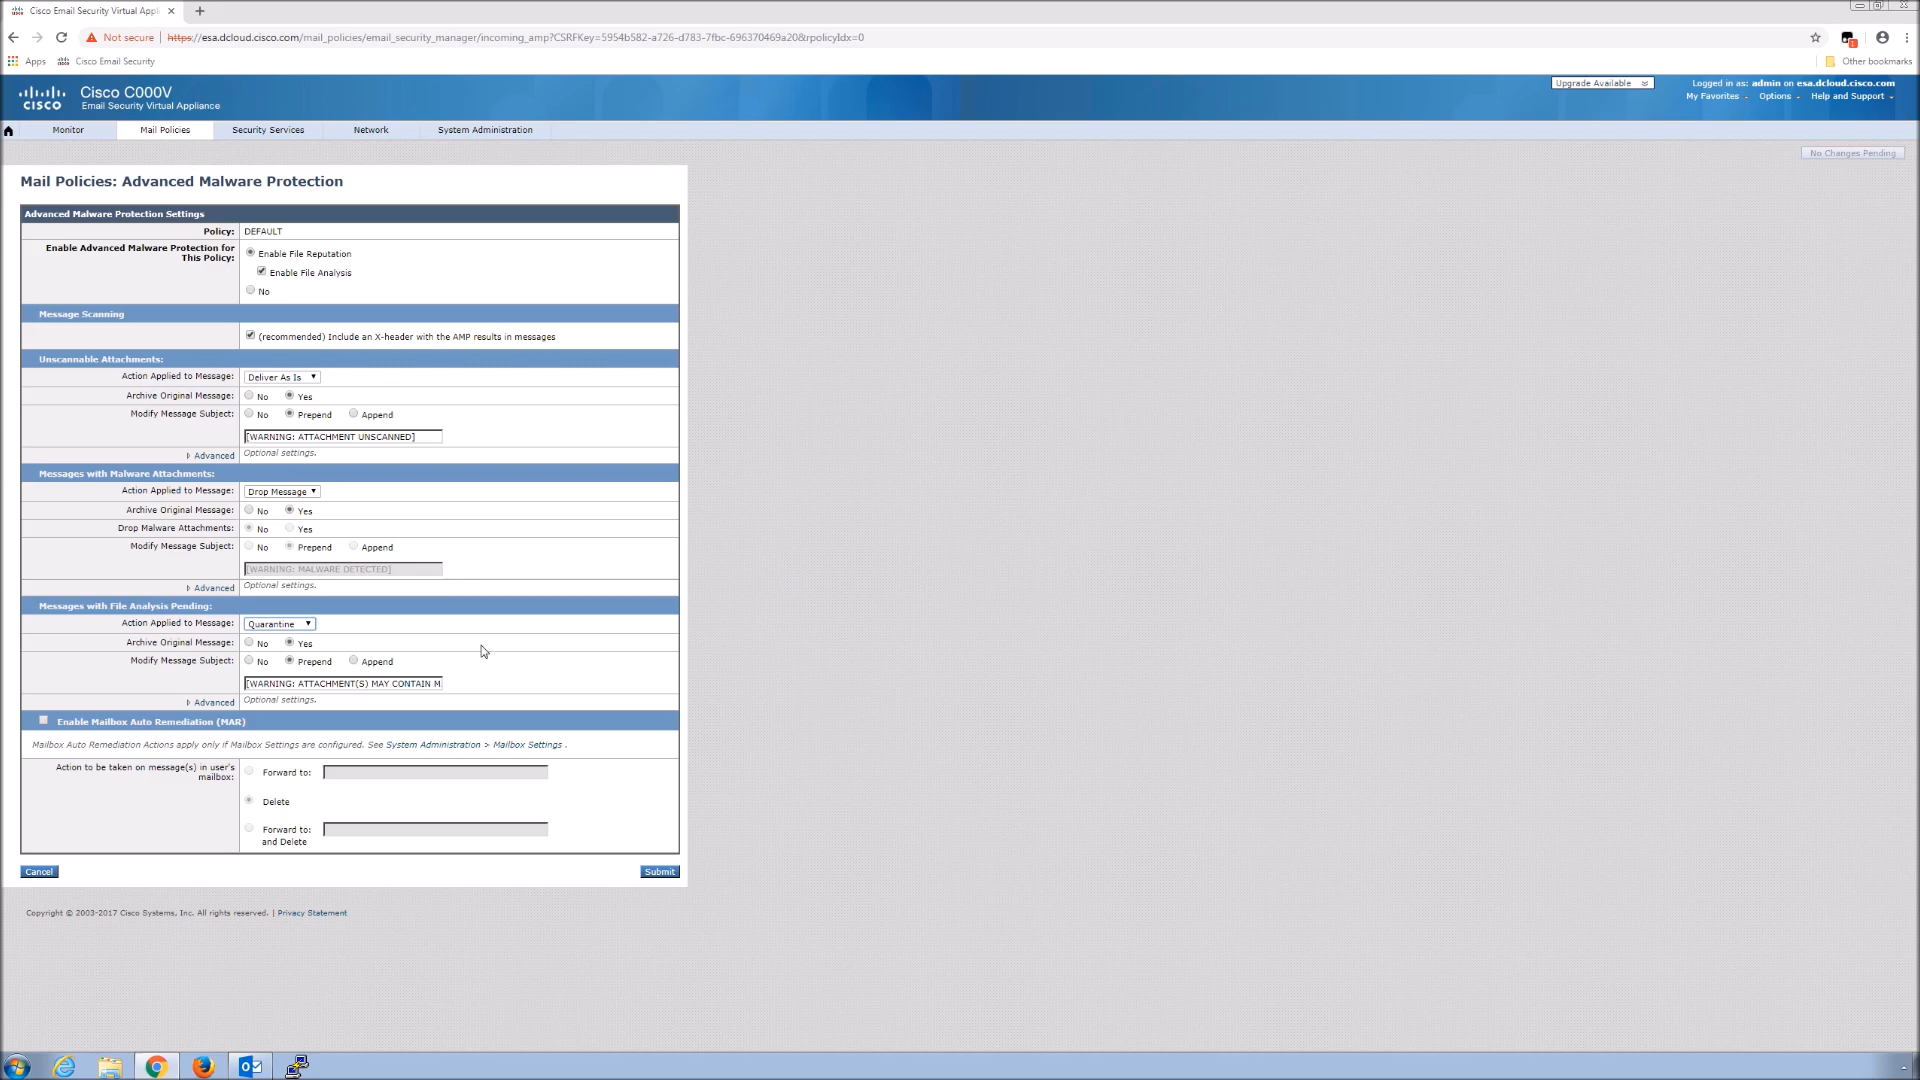 Cisco Email Security Virtual Appl
Not secure | https://esa.dcloud.cisco.com/mail_policies/email_security_manager/incoming_amp?CSRFKey=5954b582-a726-d783-7fbc-696370469a20&rpolicyIdx=0
Apps Cisco Email Security Other bookmarks
CISCO
Cisco C000V
Email Security Virtual Appliance
Upgrade Available
Logged in as: admin on esa.dcloud.cisco.com
My Favorites Options Help and Support
Monitor Mail Policies Security Services Network System Administration
No Changes Pending
Mail Policies: Advanced Malware Protection
Advanced Malware Protection Settings
Policy: DEFAULT
Enable Advanced Malware Protection for This Policy:
Enable File Reputation
Enable File Analysis
No
Message Scanning
(recommended) Include an X-header with the AMP results in messages
Unscannable Attachments:
Action Applied to Message: Deliver As Is
Archive Original Message: No Yes
Modify Message Subject: No Prepend Append
[WARNING: ATTACHMENT UNSCANNED]
Advanced Optional settings.
Messages with Malware Attachments:
Action Applied to Message: Drop Message
Archive Original Message: No Yes
Drop Malware Attachments: No Yes
Modify Message Subject: No Prepend Append
[WARNING: MALWARE DETECTED]
Advanced Optional settings.
Messages with File Analysis Pending:
Action Applied to Message: Quarantine
Archive Original Message: No Yes
Modify Message Subject: No Prepend Append
[WARNING: ATTACHMENT(S) MAY CONTAIN M
Advanced Optional settings.
Enable Mailbox Auto Remediation (MAR)
Mailbox Auto Remediation Actions apply only if Mailbox Settings are configured. See System Administration > Mailbox Settings .
Action to be taken on message(s) in user's mailbox:
Forward to:
Delete
Forward to:
and Delete
Cancel Submit
Copyright © 2003-2017 Cisco Systems, Inc. All rights reserved. | Privacy Statement